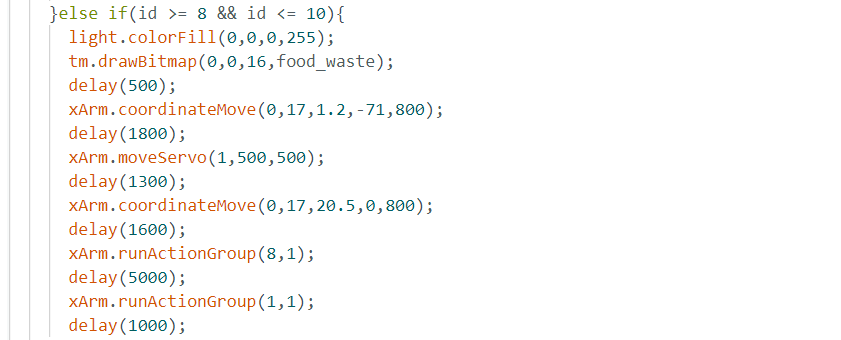 }else if(id >= 8 && id <= 10){
light.colorFill(0,0,0,255);
tm.drawBitmap(0,0,16,food_waste);
delay(500);
xArm.coordinateMove(0,17,1.2,-71,800);
delay(1800);
xArm.moveServo(1,500,500);
delay(1300);
xArm.coordinateMove(0,17,20.5,0,800);
delay(1600);
xArm.runActionGroup(8,1);
delay(5000);
xArm.runActionGroup(1,1);
delay(1000);